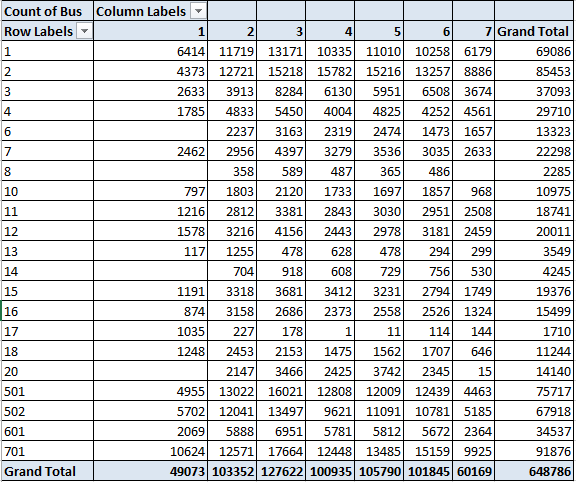 Count of Bus Column Labels
Row Labels 1 2 3 4 5 6 7 Grand Total
1 6414 11719 13171 10335 11010 10258 6179 69086
2 4373 12721 15218 15782 15216 13257 8886 85453
3 2633 3913 8284 6130 5951 6508 3674 37093
4 1785 4833 5450 4004 4825 4252 4561 29710
6 2237 3163 2319 2474 1473 1657 13323
7 2462 2956 4397 3279 3536 3035 2633 22298
8 358 589 487 365 486 2285
10 797 1803 2120 1733 1697 1857 968 10975
11 1216 2812 3381 2843 3030 2951 2508 18741
12 1578 3216 4156 2443 2978 3181 2459 20011
13 117 1255 478 628 478 294 299 3549
14 704 918 608 729 756 530 4245
15 1191 3318 3681 3412 3231 2794 1749 19376
16 874 3158 2686 2373 2558 2526 1324 15499
17 1035 227 178 1 11 114 144 1710
18 1248 2453 2153 1475 1562 1707 646 11244
20 2147 3466 2425 3742 2345 15 14140
501 4955 13022 16021 12808 12009 12439 4463 75717
502 5702 12041 13497 9621 11091 10781 5185 67918
601 2069 5888 6951 5781 5812 5672 2364 34537
701 10624 12571 17664 12448 13485 15159 9925 91876
Grand Total 49073 103352 127622 100935 105790 101845 60169 648786